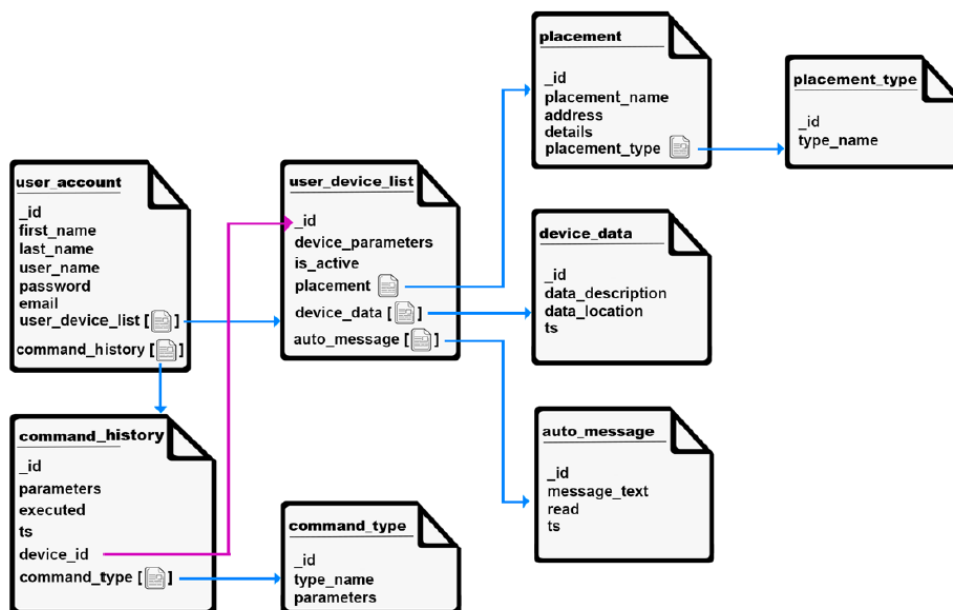 placement
_id
placement_name
address
details
placement_type
placement_type
_id
type_name
user_account
_id
first_name
last_name
user_name
password
email
user_device_list [ ]
command_history [ ]
user_device_list
_id
device_parameters
is_active
placement
device_data [ ]
auto_message [ ]
device_data
_id
data_description
data_location
ts
command_history
_id
parameters
executed
ts
device_id
command_type [ ]
command_type
_id
type_name
parameters
auto_message
_id
message_text
read
ts